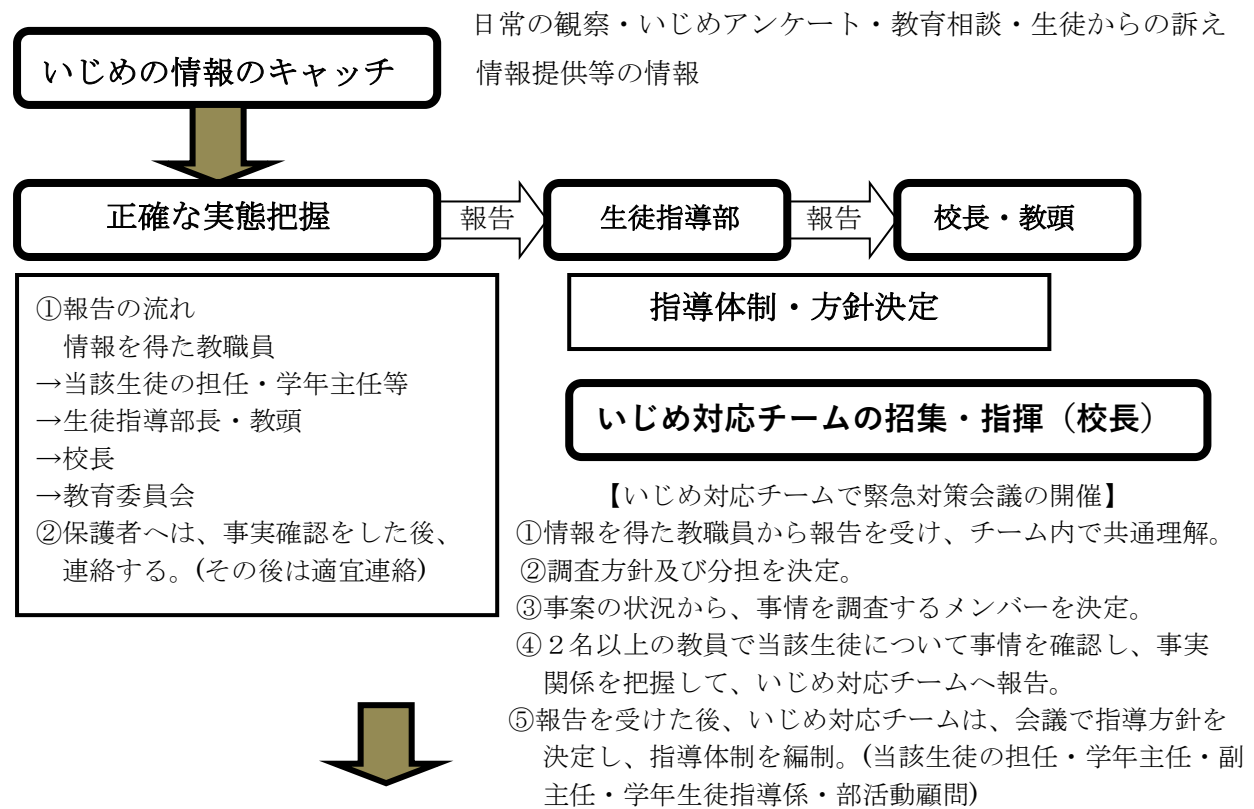 日常の観察・いじめアンケート・教育相談・生徒からの訴え
情報提供等の情報
いじめの情報のキャッチ
正確な実態把握
報告
生徒指導部
報告
校長・教頭
①報告の流れ
情報を得た教職員
→当該生徒の担任・学年主任等
→生徒指導部長・教頭
→校長
→教育委員会
②保護者へは、事実確認をした後、
連絡する。(その後は適宜連絡)
指導体制・方針決定
いじめ対応チームの招集・指揮(校長)
【いじめ対応チームで緊急対策会議の開催】
①情報を得た教職員から報告を受け、チーム内で共通理解。
②調査方針及び分担を決定。
③事案の状況から、事情を調査するメンバーを決定。
④２名以上の教員で当該生徒について事情を確認し、事実
関係を把握して、いじめ対応チームへ報告。
⑤報告を受けた後、いじめ対応チームは、会議で指導方針を
決定し、指導体制を編制。(当該生徒の担任・学年主任・副
主任・学年生徒指導係・部活動顧問)